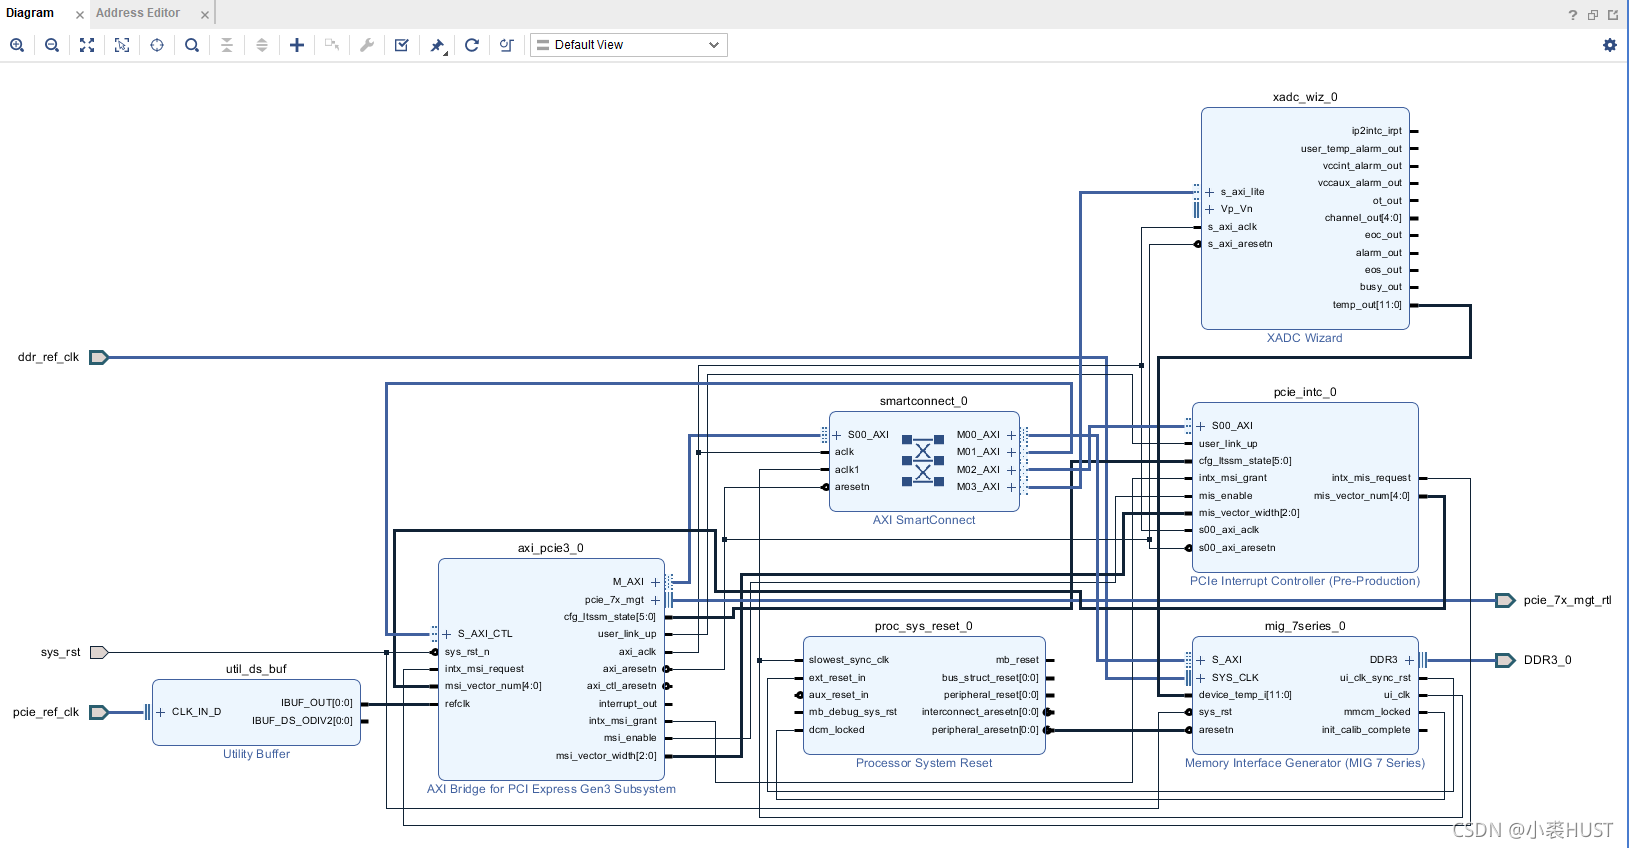 Diagram
Address Editor
Default View
xadc_wiz_0
ip2intc_irpt
user_temp_alarm_out
vccint_alarm_out
vccaux_alarm_out
s_axi_lite
ot_out
Vp_Vn
channel_out[4:0]
s_axi_aclk
eoc_out
s_axi_aresetn
alarm_out
eos_out
busy_out
temp_out[11:0]
XADC Wizard
ddr_ref_clk
smartconnect_0
S00_AXI
M00_AXI
aclk
M01_AXI
aclk1
M02_AXI
aresetn
M03_AXI
AXI SmartConnect
pcie_intc_0
S00_AXI
user_link_up
cfg_ltssm_state[5:0]
intx_msi_grant
intx_mis_request
mis_enable
mis_vector_num[4:0]
mis_vector_width[2:0]
s00_axi_aclk
s00_axi_aresetn
PCIe Interrupt Controller (Pre-Production)
axi_pcie3_0
M_AXI
pcie_7x_mgt
cfg_ltssm_state[5:0]
S_AXI_CTL
user_link_up
sys_rst_n
axi_aclk
intx_msi_request
axi_aresetn
msi_vector_num[4:0]
axi_ctl_aresetn
refclk
interrupt_out
intx_msi_grant
msi_enable
msi_vector_width[2:0]
AXI Bridge for PCI Express Gen3 Subsystem
pcie_7x_mgt_rtl
sys_rst
util_ds_buf
pcie_ref_clk
CLK_IN_D
IBUF_OUT[0:0]
IBUF_DS_ODIV2[0:0]
Utility Buffer
proc_sys_reset_0
slowest_sync_clk
mb_reset
ext_reset_in
bus_struct_reset[0:0]
aux_reset_in
peripheral_reset[0:0]
mb_debug_sys_rst
interconnect_aresetn[0:0]
dcm_locked
peripheral_aresetn[0:0]
Processor System Reset
mig_7series_0
S_AXI
DDR3
SYS_CLK
ui_clk_sync_rst
device_temp_i[11:0]
ui_clk
sys_rst
mmcm_locked
aresetn
init_calib_complete
Memory Interface Generator (MIG 7 Series)
DDR3_0
CSDN @小裘HUST